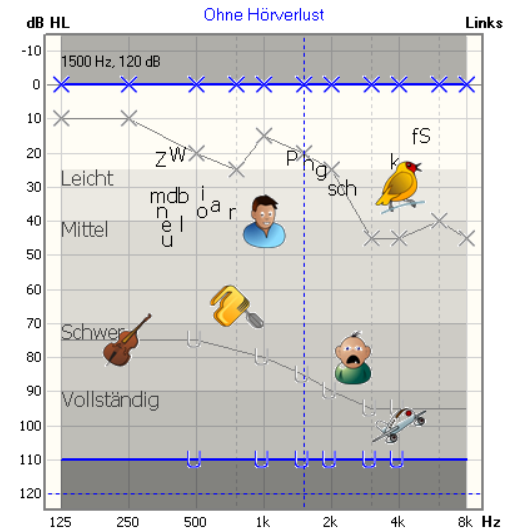 Ohne Hörverlust
dB HL
Links
-10
1500 Hz, 120 dB
0
10
fS
20
Z W
P h g
k
Leicht
30
sch
m d b i
n o a r
40
Mittel
e l
u
50
60
70
Schwer
80
90
Vollständig
100
110
120
125 250 500 1k 2k 4k 8k Hz